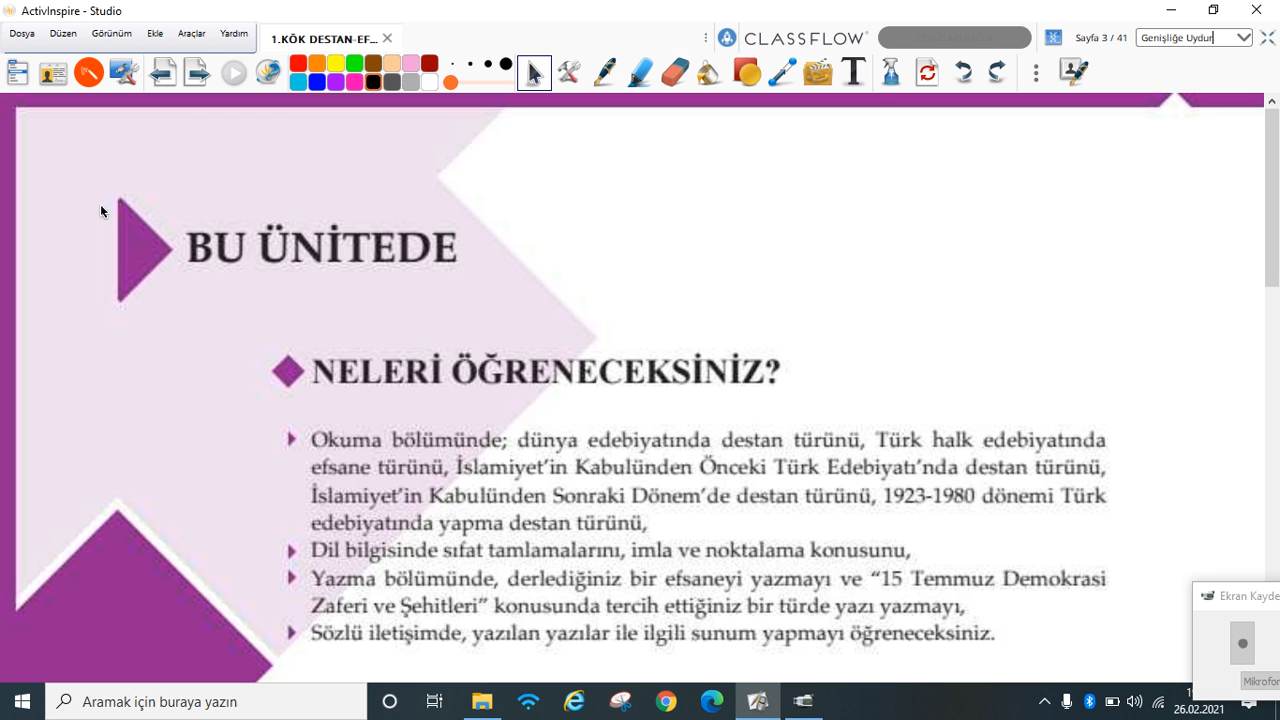 ActivInspire - Studio
Dosya Düzen Görünüm Ekle Araçlar Yardım
1.KÖK DESTAN-EF...
CLASSFLOW
Sayfa 3 / 41
Genişliğe Uydur
BU ÜNİTEDE
NELERİ ÖĞRENECEKSİNİZ?
Okuma bölümünde; dünya edebiyatında destan türünü, Türk halk edebiyatında
efsane türünü, İslamiyet’in Kabulünden Önceki Türk Edebiyatı’nda destan türünü,
İslamiyet’in Kabulünden Sonraki Dönem’de destan türünü, 1923-1980 dönemi Türk
edebiyatında yapma destan türünü,
Dil bilgisinde sıfat tamlamalarını, imla ve noktalama konusunu,
Yazma bölümünde, derlediğiniz bir efsaneyi yazmayı ve “15 Temmuz Demokrasi
Zaferi ve Şehitleri” konusunda tercih ettiğiniz bir türde yazı yazmayı,
Sözlü iletişimde, yazılan yazılar ile ilgili sunum yapmayı öğreneceksiniz.
Ekran Kayde
Mikrofor
Aramak için buraya yazın
26.02.2021